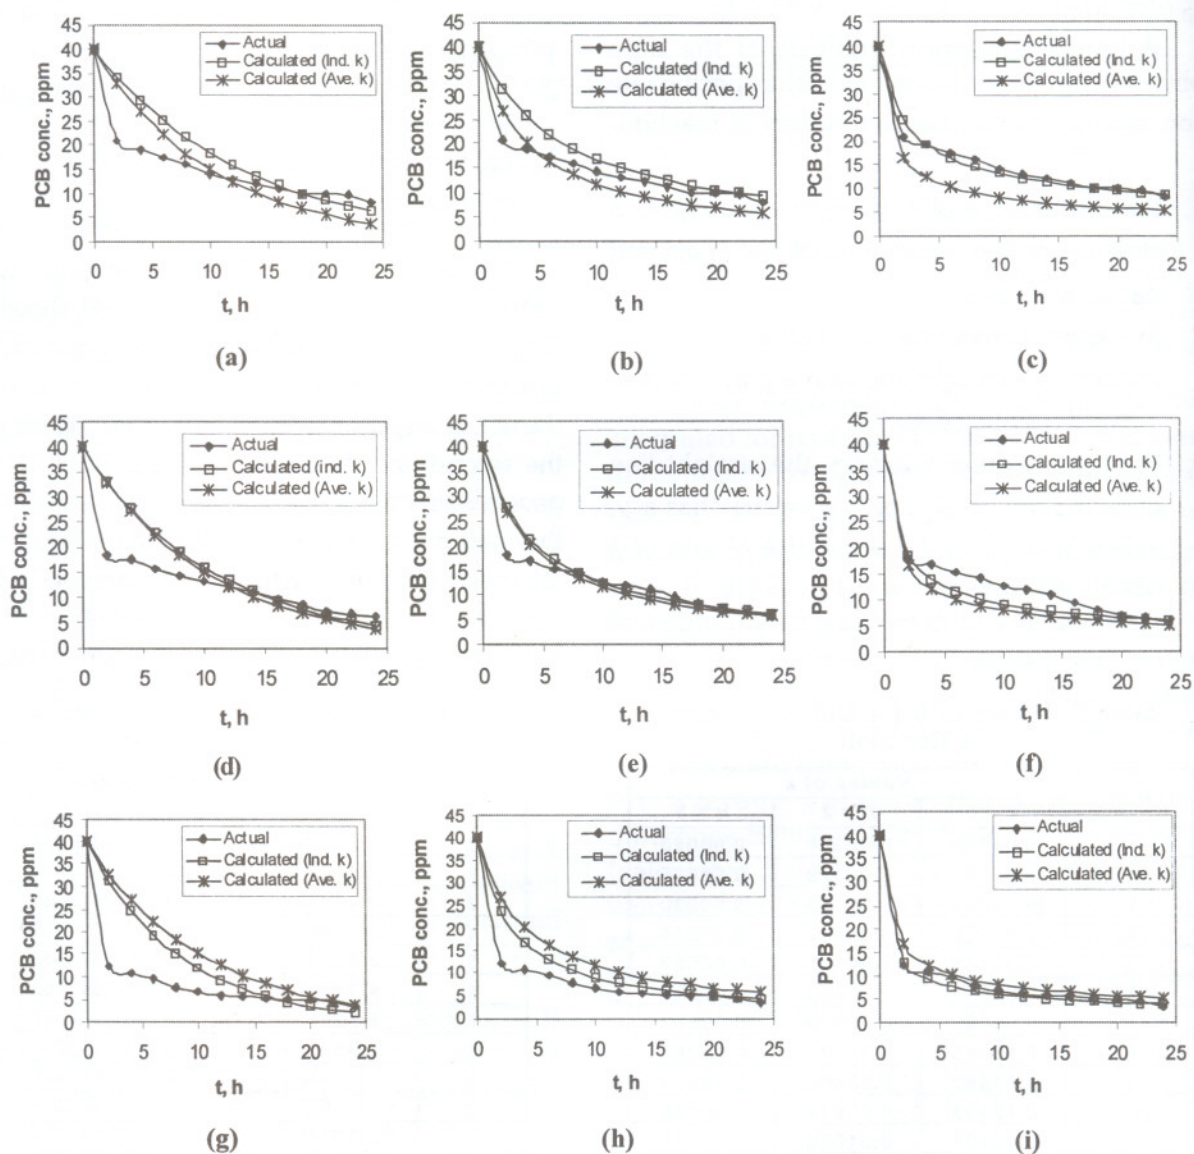 PCB conc., ppm
45
40
35
30
25
20
15
10
5
0
Actual
Calculated (Ind. k)
Calculated (Ave. k)
0 5 10 15 20 25
t, h
(a)
PCB conc., ppm
45
40
35
30
25
20
15
10
5
0
Actual
Calculated (Ind. k)
Calculated (Ave. k)
0 5 10 15 20 25
t, h
(b)
PCB conc., ppm
45
40
35
30
25
20
15
10
5
0
Actual
Calculated (Ind. k)
Calculated (Ave. k)
0 5 10 15 20 25
t, h
(c)
PCB conc., ppm
45
40
35
30
25
20
15
10
5
0
Actual
Calculated (ind. k)
Calculated (Ave. k)
0 5 10 15 20 25
t, h
(d)
PCB conc., ppm
45
40
35
30
25
20
15
10
5
0
Actual
Calculated (Ind. k)
Calculated (Ave. k)
0 5 10 15 20 25
t, h
(e)
PCB conc., ppm
45
40
35
30
25
20
15
10
5
0
Actual
Calculated (Ind. k)
Calculated (Ave. k)
0 5 10 15 20 25
t, h
(f)
PCB conc., ppm
45
40
35
30
25
20
15
10
5
0
Actual
Calculated (Ind. k)
Calculated (Ave. k)
0 5 10 15 20 25
t, h
(g)
PCB conc., ppm
45
40
35
30
25
20
15
10
5
0
Actual
Calculated (Ind. k)
Calculated (Ave. k)
0 5 10 15 20 25
t, h
(h)
PCB conc., ppm
45
40
35
30
25
20
15
10
5
0
Actual
Calculated (Ind. k)
Calculated (Ave. k)
0 5 10 15 20 25
t, h
(i)